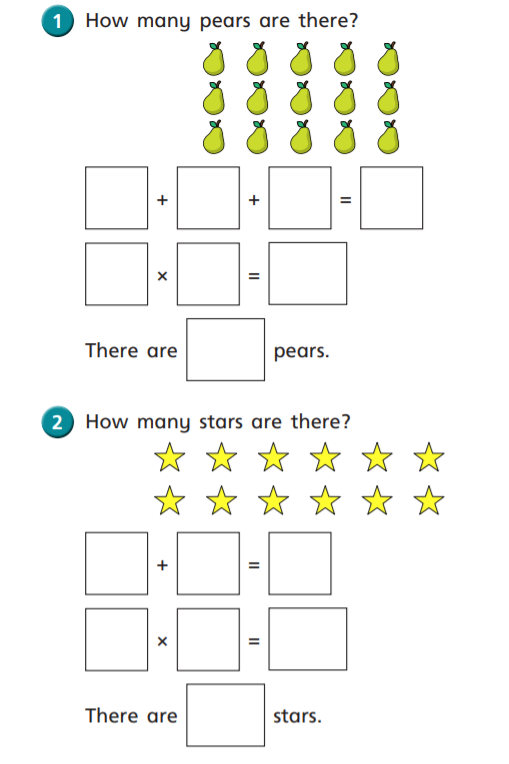 1 How many pears are there?
+ + =
× =
There are pears.
2 How many stars are there?
+ =
× =
There are stars.